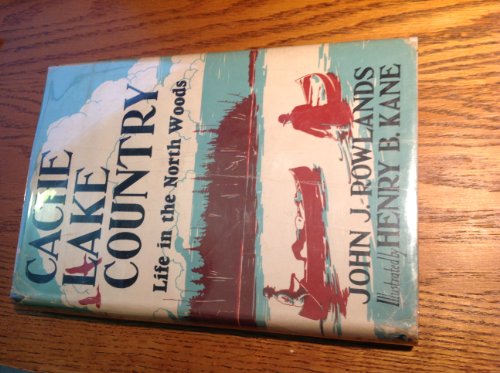 CACHE
LAKE
COUNTRY
Life in the North Woods
JOHN J. ROWLANDS
Illustrated by HENRY B. KANE